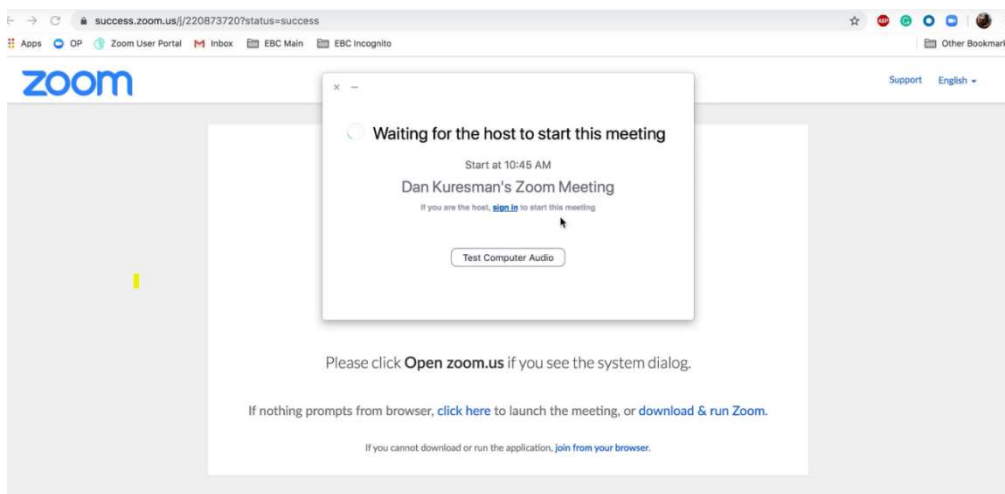 success.zoom.us/j/220873720?status=success
ABP
Apps OP Zoom User Portal Inbox EBC Main EBC Incognito Other Bookmar
zoom
Support English
Waiting for the host to start this meeting
Start at 10:45 AM
Dan Kuresman's Zoom Meeting
If you are the host, sign in to start this meeting
Test Computer Audio
Please click Open zoom.us if you see the system dialog.
If nothing prompts from browser, click here to launch the meeting, or download & run Zoom.
If you cannot download or run the application, join from your browser.